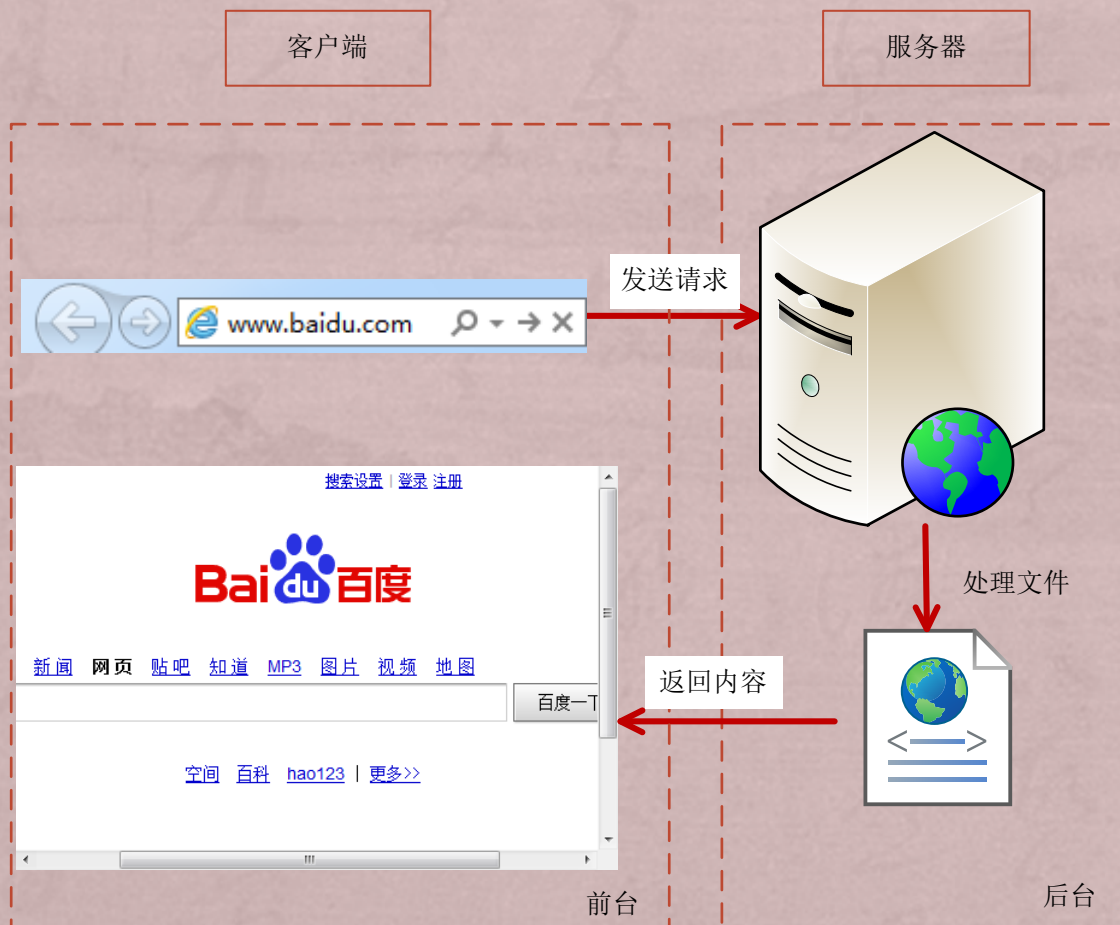 客户端
服务器
发送请求
www.baidu.com
搜索设置 | 登录 注册
Bai du 百度
处理文件
新闻 网页 贴吧 知道 MP3 图片 视频 地图
返回内容
百度一下
空间 百科 hao123 | 更多>>
前台
后台